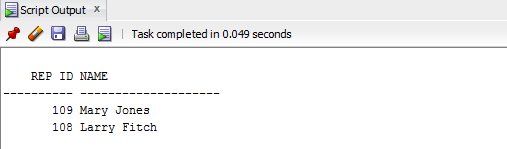 Script Output x
Task completed in 0.049 seconds
REP ID NAME
---------- --------------------
109 Mary Jones
108 Larry Fitch